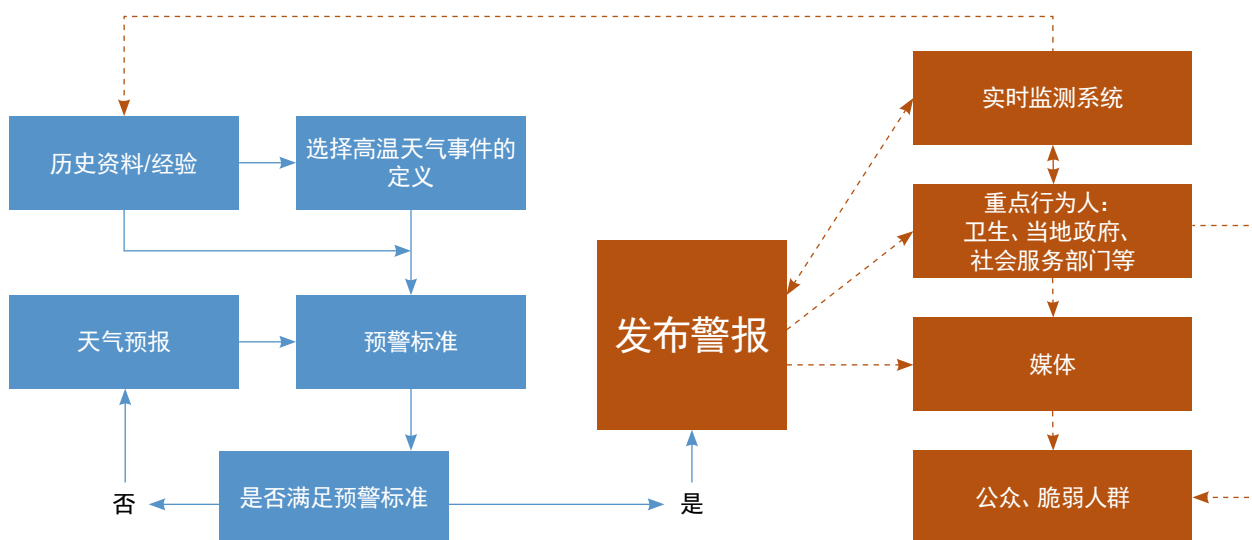 历史资料/经验
选择高温天气事件的
定义
天气预报
预警标准
是否满足预警标准
否
是
发布警报
实时监测系统
重点行为人:
卫生、当地政府、
社会服务部门等
媒体
公众、脆弱人群